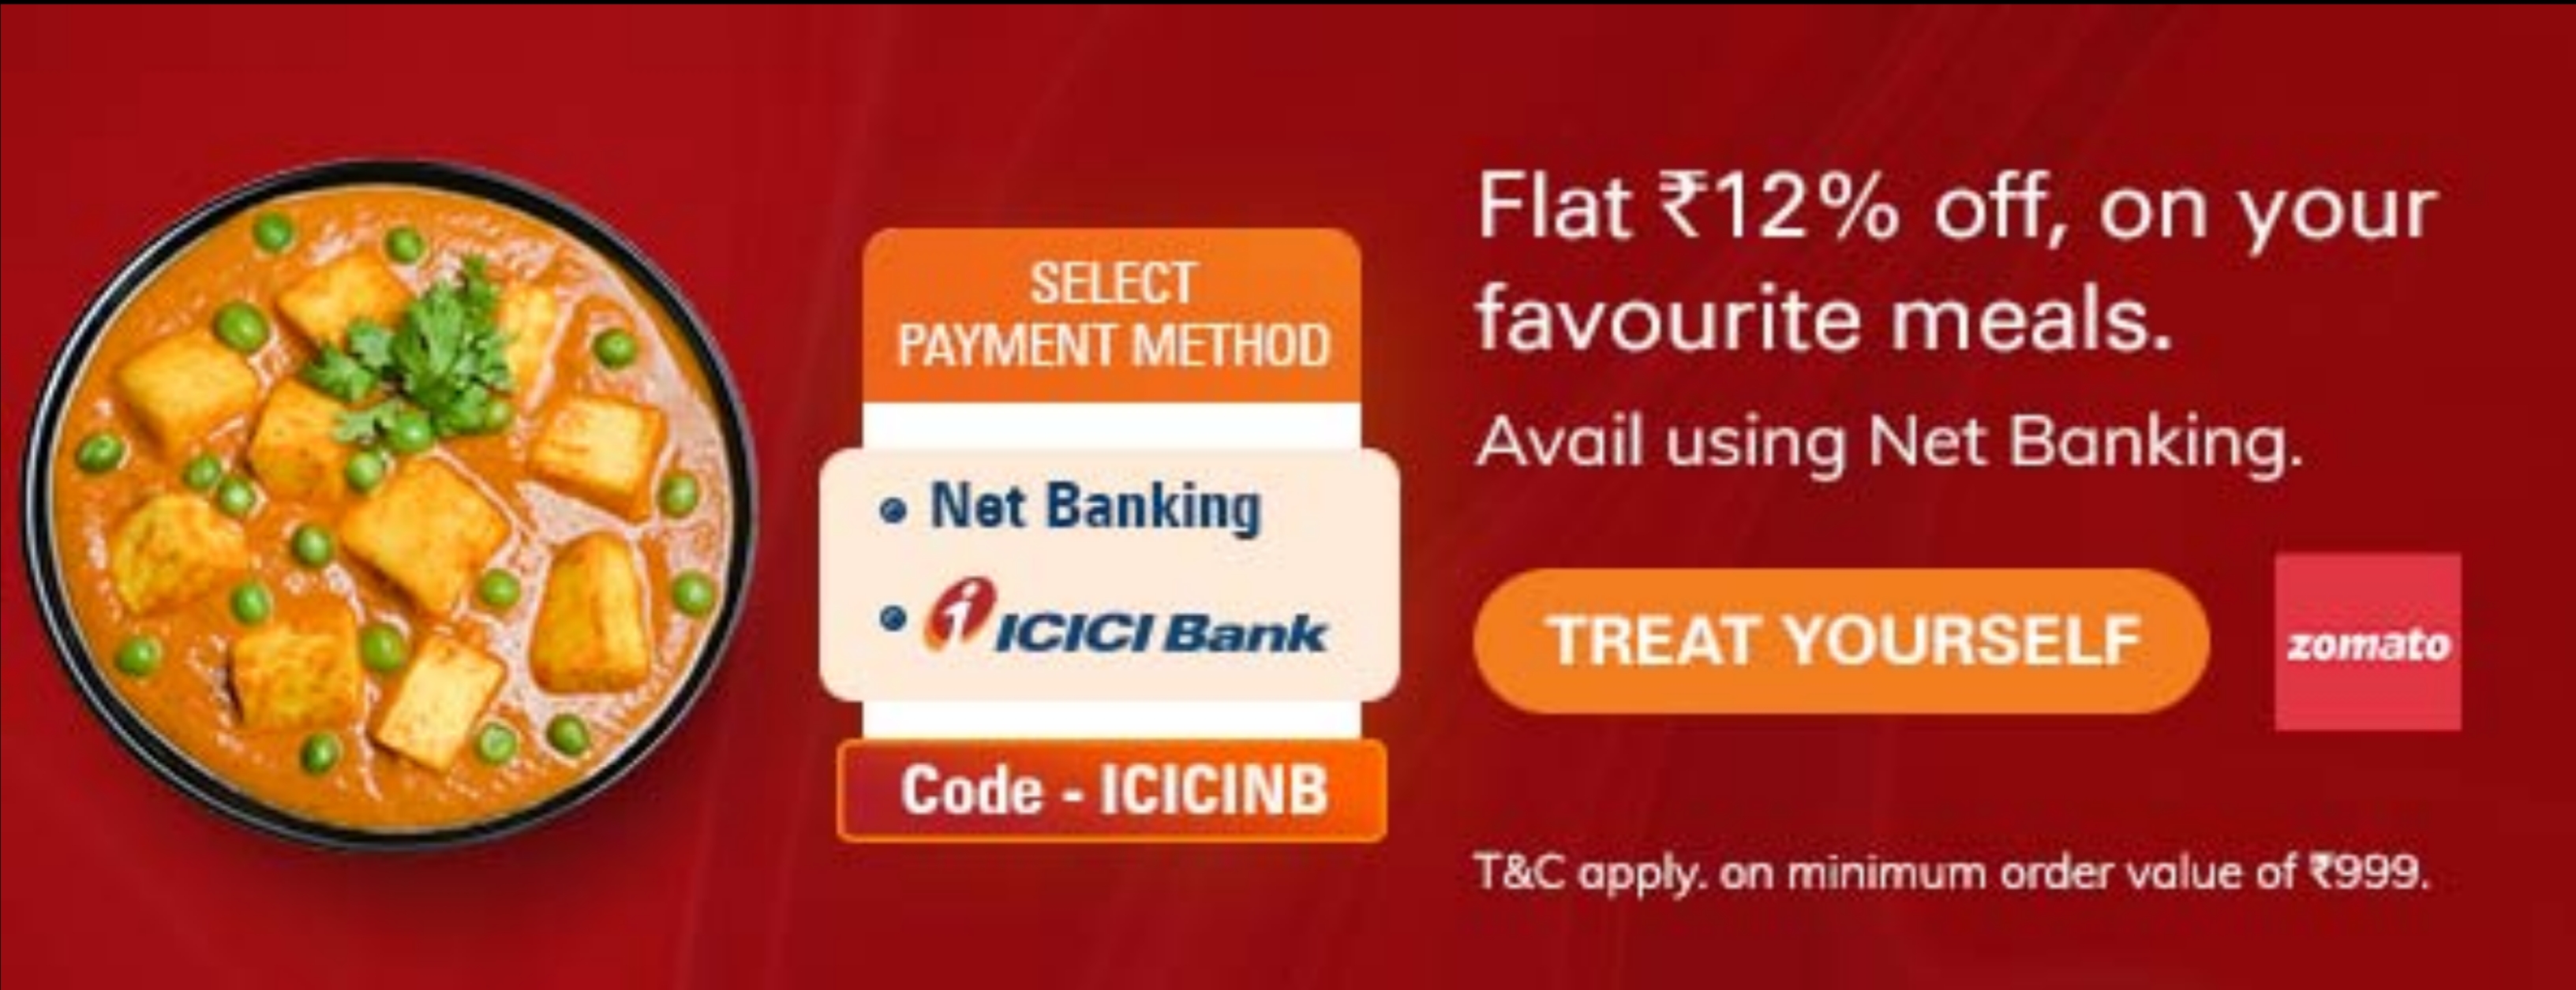 SELECT
PAYMENT METHOD
• Net Banking
• i ICICI Bank
Code - ICICINB
Flat ₹12% off, on your
favourite meals.
Avail using Net Banking.
TREAT YOURSELF
zomato
T&C apply. on minimum order value of ₹999.